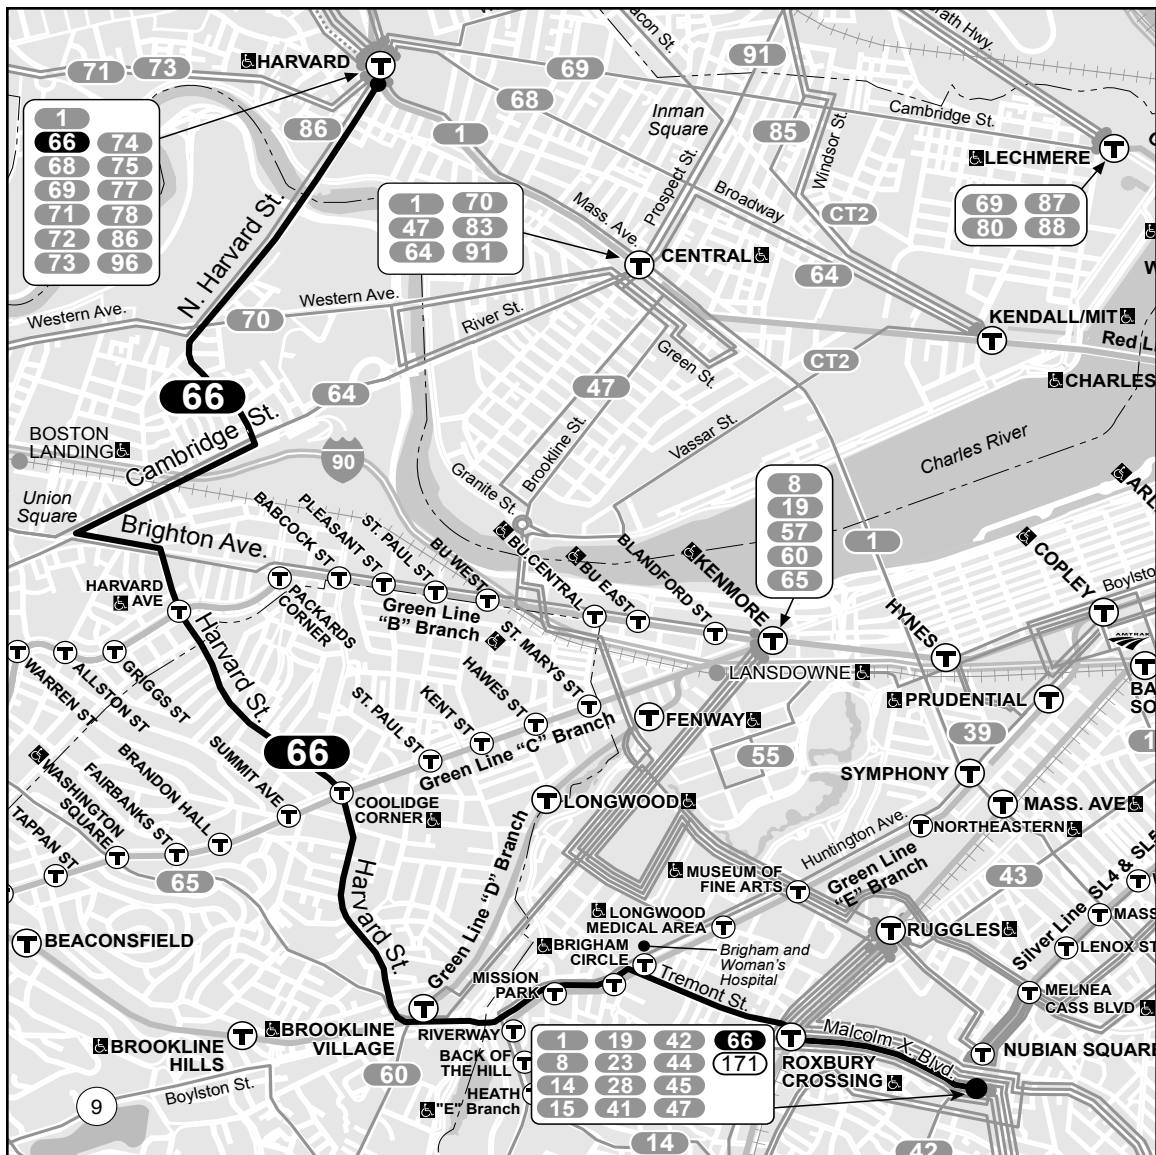 HARVARD
71
73
69
91
68
Inman
Square
Cambridge St.
85
Windsor St.
LECHMERE
1
66 74
68 75
69 77
71 78
72 86
73 96
86
1
Prospect St.
Broadway
Mass. Ave.
CT2
69 87
80 88
1 70
47 83
64 91
CENTRAL
64
N. Harvard St.
Western Ave.
Western Ave.
70
River St.
KENDALL/MIT
Green St.
CT2
CHARLES
66
64
47
Cambridge St.
BOSTON
LANDING
90
Brookline St.
Vassar St.
Charles River
Granite St.
Union
Square
Brighton Ave.
8
19
57
60
65
1
BABCOCK ST
PLEASANT ST
ST. PAUL ST
BU.WEST
BU.CENTRAL
BU EAST
BLANDFORD ST
KENMORE
HYNES
COPLEY
AMTRAK
HARVARD
AVE
PACKARDS
CORNER
Green Line
“B” Branch
ST. MARYS ST
Harvard St.
WARREN ST
ALLSTON ST
GRIGGS ST
HAWES ST
KENT ST
ST. PAUL ST
Green Line “C” Branch
LANSDOWNE
PRUDENTIAL
FENWAY
39
55
66
SUMMIT AVE
BRANDON HALL
FAIRBANKS ST
WASHINGTON
SQUARE
TAPPAN ST
COOLIDGE
CORNER
LONGWOOD
SYMPHONY
MASS. AVE
NORTHEASTERN
Huntington Ave.
Green Line
“E” Branch
65
Harvard St.
Green Line “D” Branch
MUSEUM OF
FINE ARTS
43
Silver Line SL4 & SL5
BEACONSFIELD
LONGWOOD
MEDICAL AREA
RUGGLES
MASS
LENOX ST
BRIGHAM
CIRCLE
Brigham and
Woman’s
Hospital
MISSION
PARK
Tremont St.
MELNEA
CASS BLVD
BROOKLINE
HILLS
BROOKLINE
VILLAGE
RIVERWAY
Malcolm X. Blvd.
NUBIAN SQUARE
BACK OF
THE HILL
HEATH
"E" Branch
1 19 42 66
8 23 44 171
14 28 45
15 41 47
ROXBURY
CROSSING
60
Boylston St.
9
14
42